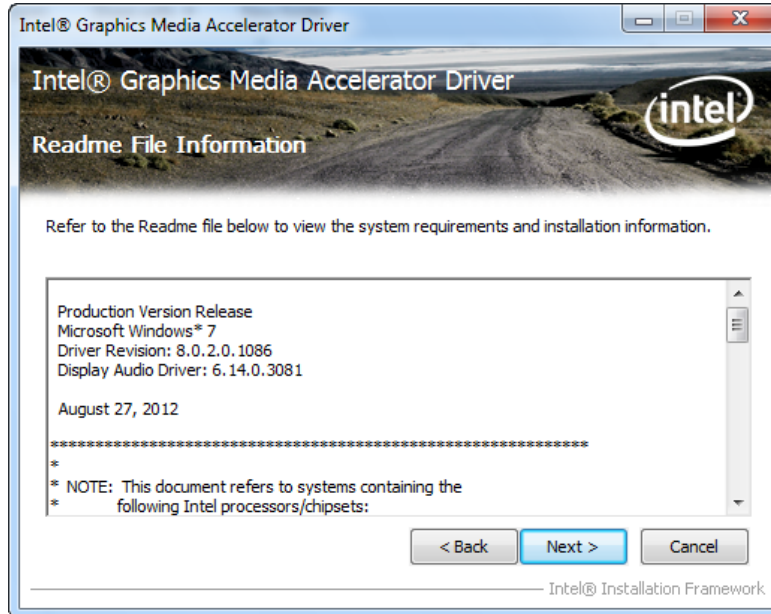 Intel® Graphics Media Accelerator Driver
Intel® Graphics Media Accelerator Driver
intel
Readme File Information
Refer to the Readme file below to view the system requirements and installation information.
Production Version Release
Microsoft Windows* 7
Driver Revision: 8.0.2.0.1086
Display Audio Driver: 6.14.0.3081
August 27, 2012
************************************************************
*
* NOTE: This document refers to systems containing the
* following Intel processors/chipsets:
< Back Next > Cancel
Intel® Installation Framework